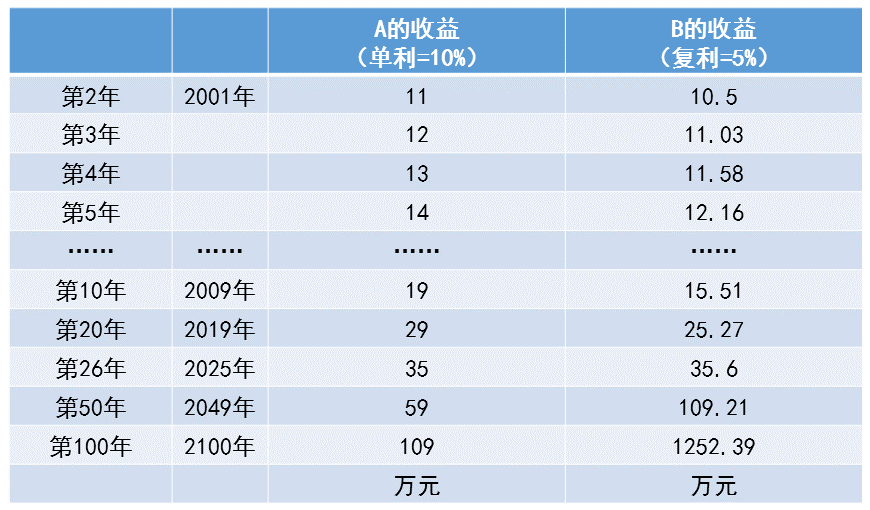 A的收益 B的收益
（单利=10%） （复利=5%）
第2年 2001年 11 10.5
第3年 12 11.03
第4年 13 11.58
第5年 14 12.16
…… …… …… ……
第10年 2009年 19 15.51
第20年 2019年 29 25.27
第26年 2025年 35 35.6
第50年 2049年 59 109.21
第100年 2100年 109 1252.39
万元 万元